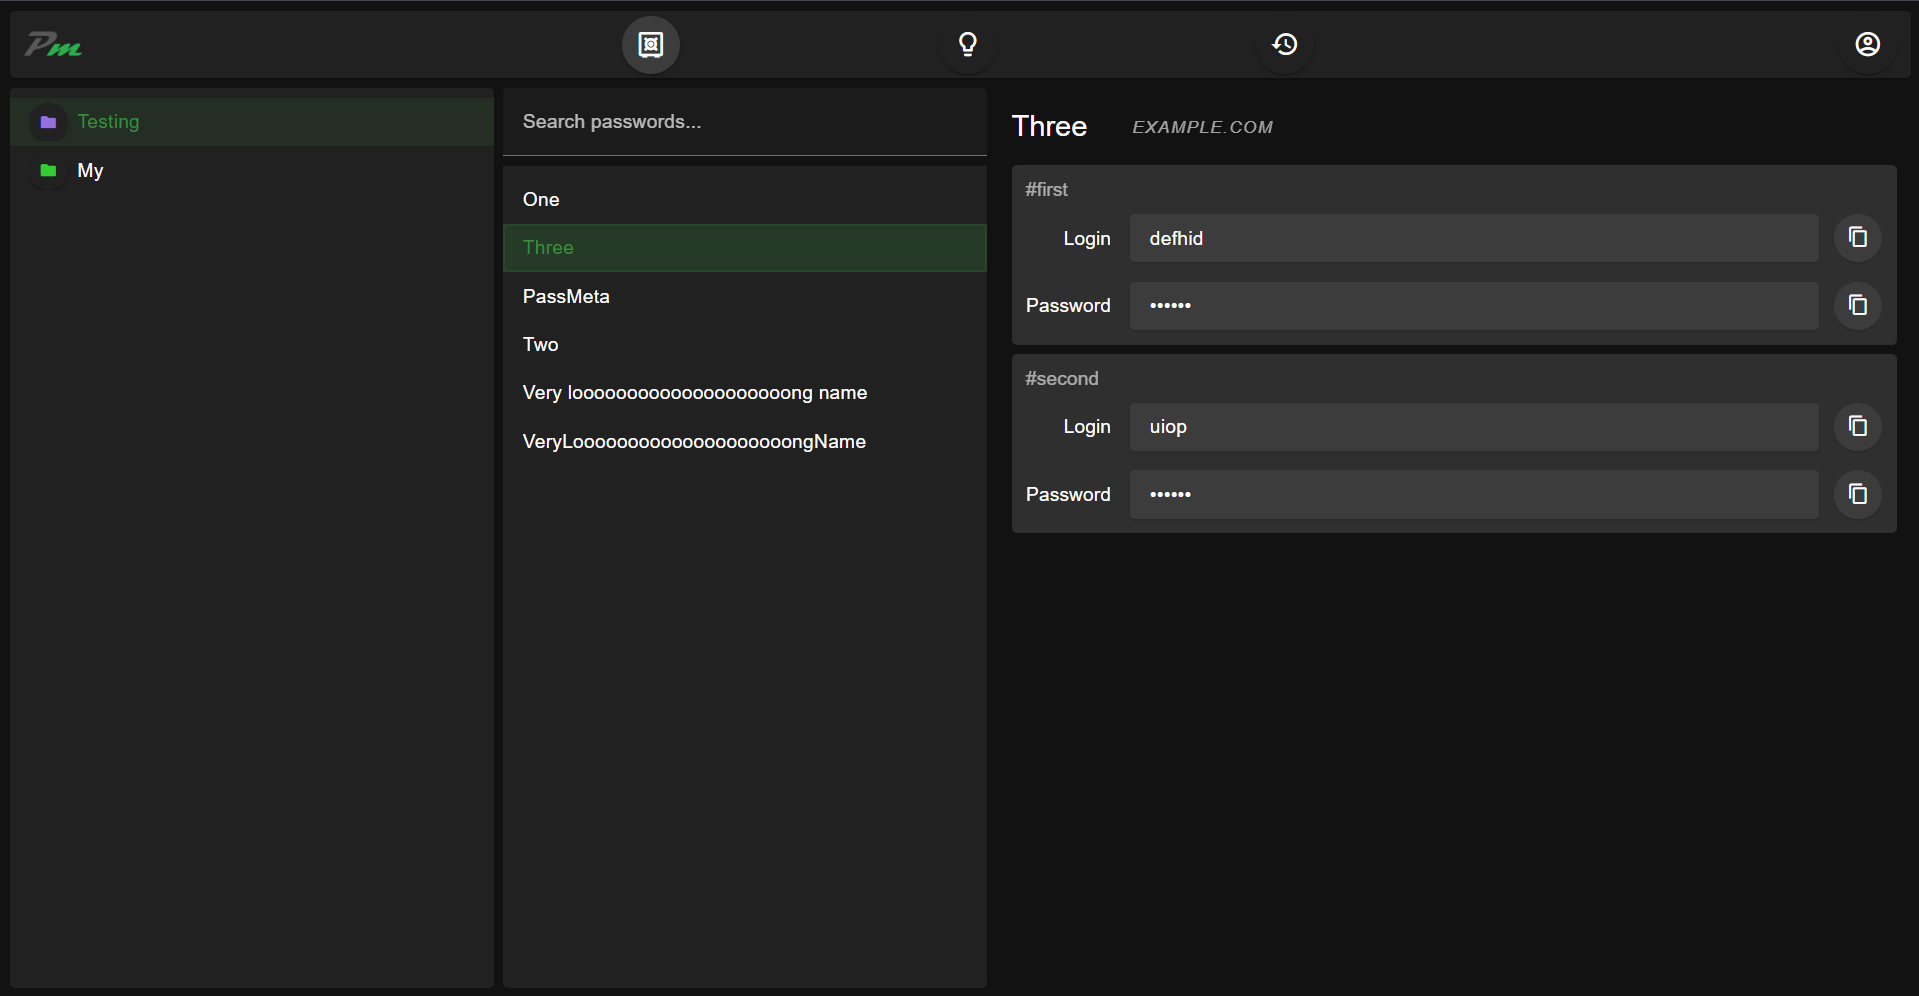 Pm
Testing
My
Search passwords...
One
Three
PassMeta
Two
Very looooooooooooooooooooong name
VeryLooooooooooooooooooooongName
Three EXAMPLE.COM
#first
Login defhid
Password ••••••
#second
Login uiop
Password ••••••